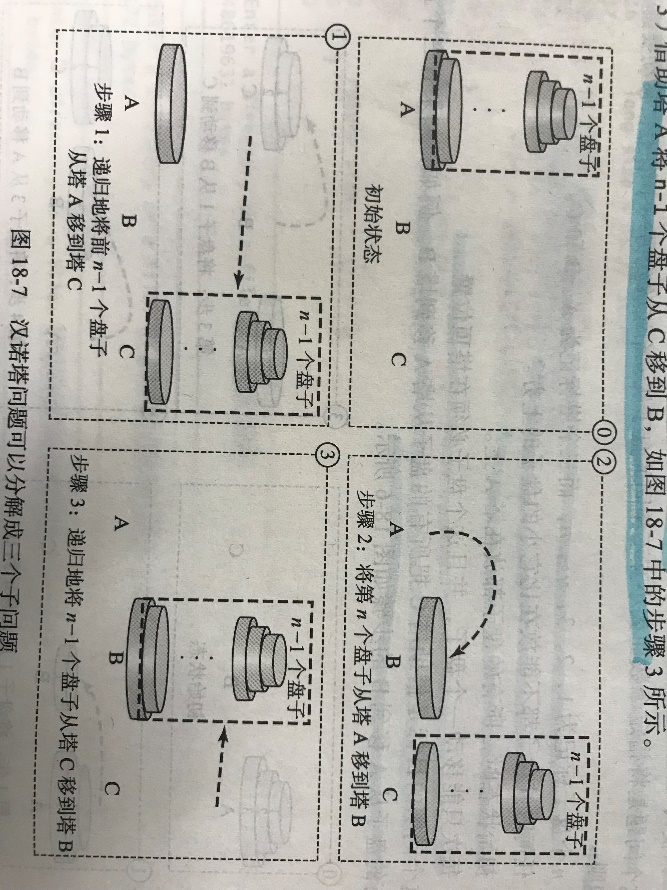 3）借助塔 A 将 n-1 个盘子从 C 移到 B，如图 18-7 中的步骤 3 所示。
⓪
n-1 个盘子
A
B
C
初始状态
②
n-1 个盘子
A
B
C
步骤 2：将第 n 个盘子从塔 A 移到塔 B
①
n-1 个盘子
A
B
C
步骤 1：递归地将前 n-1 个盘子
从塔 A 移到塔 C
③
n-1 个盘子
A
B
C
步骤 3：递归地将 n-1 个盘子从塔 C 移到塔 B
图 18-7 汉诺塔问题可以分解成三个子问题